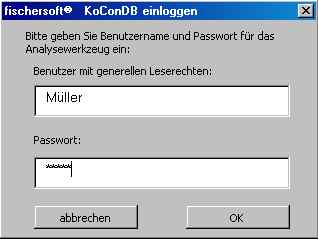 fischersoft® KoConDB einloggen
Bitte geben Sie Benutzername und Passwort für das
Analysewerkzeug ein:
Benutzer mit generellen Leserechten:
Müller
Passwort:
*****
abbrechen OK